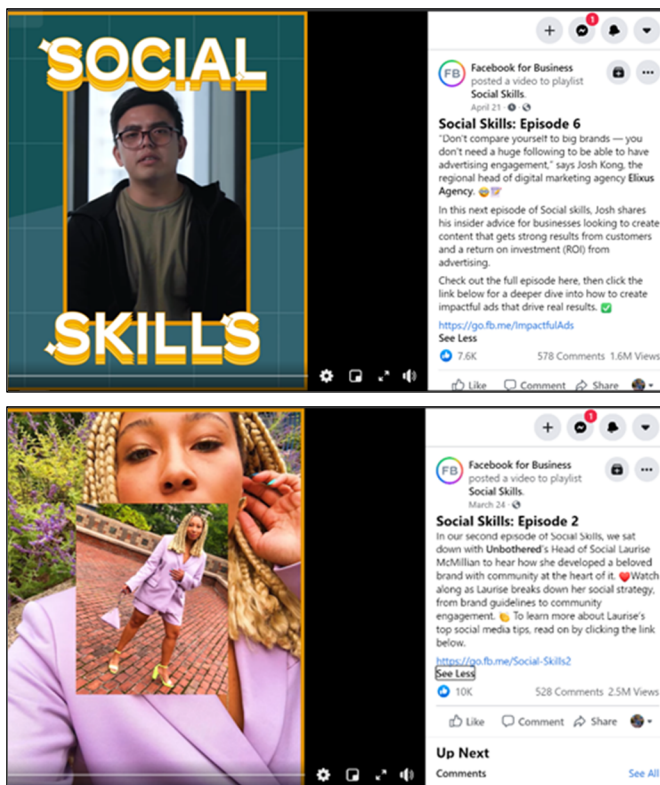 SOCIAL
SKILLS
1
FB
Facebook for Business
posted a video to playlist
Social Skills.
April 21
Social Skills: Episode 6
"Don't compare yourself to big brands — you
don't need a huge following to be able to have
advertising engagement," says Josh Kong, the
regional head of digital marketing agency Elixus
Agency.
In this next episode of Social skills, Josh shares
his insider advice for businesses looking to create
content that gets strong results from customers
and a return on investment (ROI) from
advertising.
Check out the full episode here, then click the
link below for a deeper dive into how to create
impactful ads that drive real results.
https://go.fb.me/ImpactfulAds
See Less
7.6K 578 Comments 1.6M Views
Like Comment Share
1
FB
Facebook for Business
posted a video to playlist
Social Skills.
March 24
Social Skills: Episode 2
In our second episode of Social Skills, we sat
down with Unbothered's Head of Social Laurise
McMillian to hear how she developed a beloved
brand with community at the heart of it. Watch
along as Laurise breaks down her social strategy,
from brand guidelines to community
engagement. To learn more about Laurise's
top social media tips, read on by clicking the link
below.
https://go.fb.me/Social-Skills2
See Less
10K 528 Comments 2.5M Views
Like Comment Share
Up Next
Comments See All